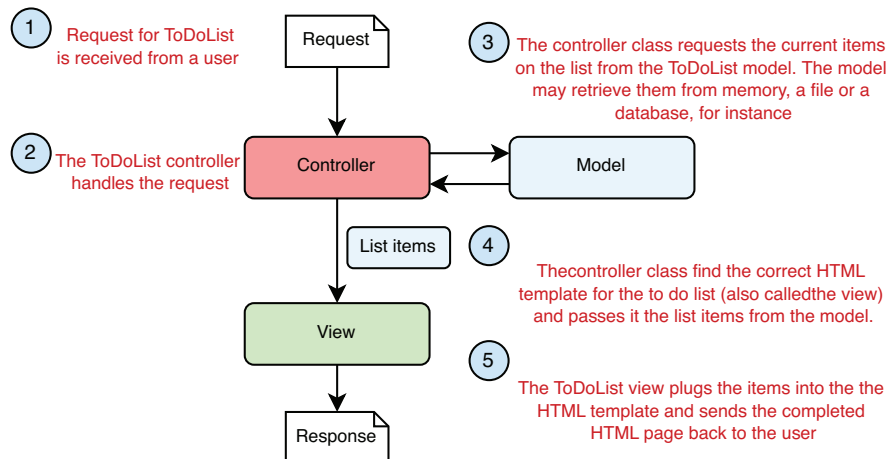 1
Request for ToDoList
is received from a user
Request
3
The controller class requests the current items
on the list from the ToDoList model. The model
may retrieve them from memory, a file or a
database, for instance
2
The ToDoList controller
handles the request
Controller
Model
List items
4
Thecontroller class find the correct HTML
template for the to do list (also calledthe view)
and passes it the list items from the model.
View
5
The ToDoList view plugs the items into the the
HTML template and sends the completed
HTML page back to the user
Response